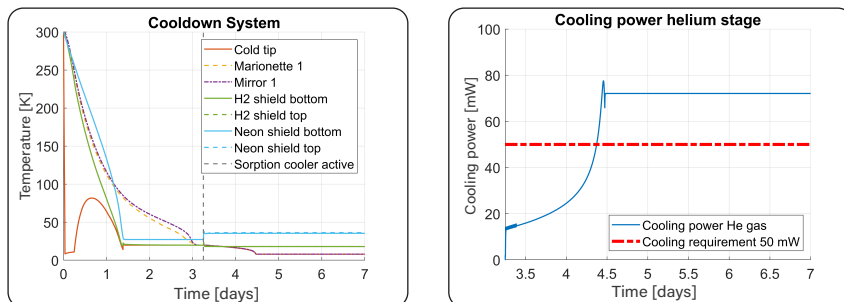 Cooldown System
300
250
200
150
100
50
0
Temperature [K]
Cold tip
Marionette 1
Mirror 1
H2 shield bottom
H2 shield top
Neon shield bottom
Neon shield top
Sorption cooler active
0 1 2 3 4 5 6 7
Time [days]
Cooling power helium stage
100
80
60
40
20
0
Cooling power [mW]
Cooling power He gas
Cooling requirement 50 mW
3.5 4 4.5 5 5.5 6 6.5 7
Time [days]